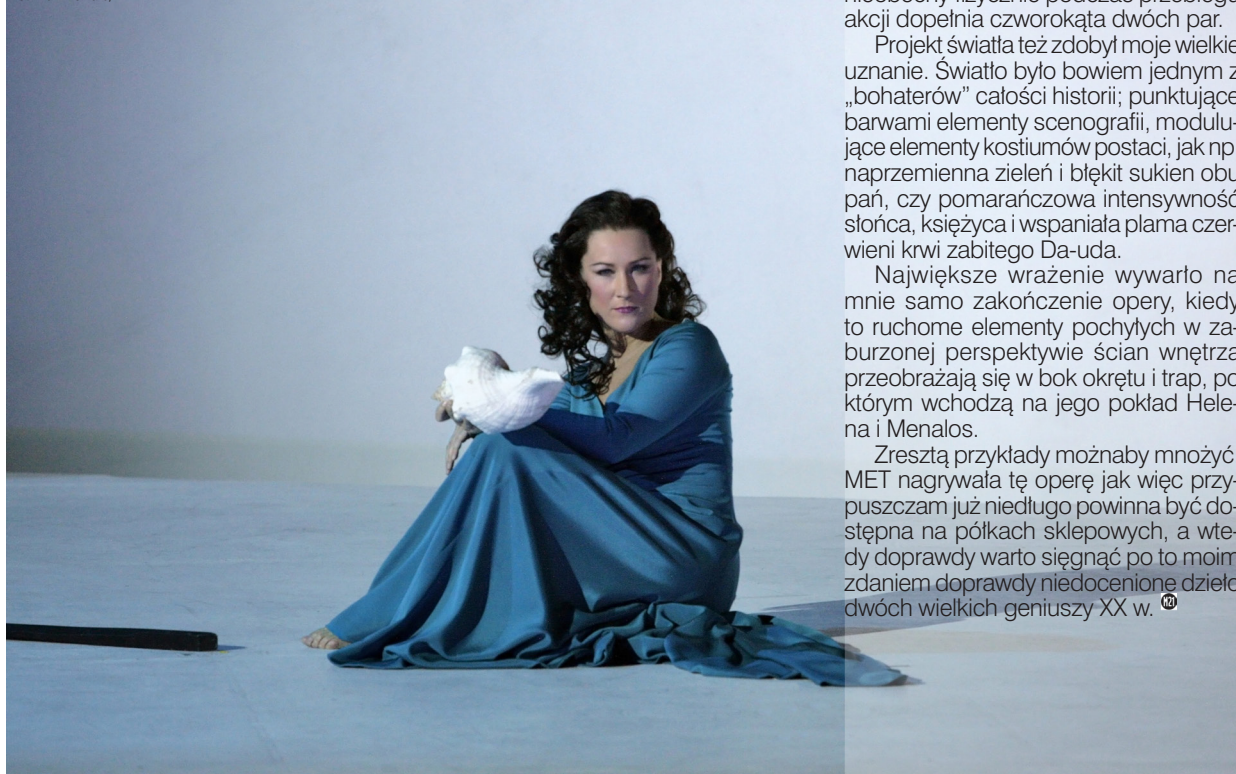 akcji dopełnia czworokąta dwóch par.
Projekt światła też zdobył moje wielkie
uznanie. Światło było bowiem jednym z
„bohaterów” całości historii; punktujące
barwami elementy scenografii, modulu-
jące elementy kostiumów postaci, jak np
naprzemienna zieleń i błękit sukien obu
pań, czy pomarańczowa intensywność
słońca, księżyca i wspaniała plama czer-
wieni krwi zabitego Da-uda.
Największe wrażenie wywarło na
mnie samo zakończenie opery, kiedy
to ruchome elementy pochyłych w za-
burzonej perspektywie ścian wnętrza
przeobrażają się w bok okrętu i trap, po
którym wchodzą na jego pokład Hele-
na i Menalos.
Zresztą przykłady możnaby mnożyć
MET nagrywała tę operę jak więc przy-
puszczam już niedługo powinna być do-
stępna na półkach sklepowych, a wte-
dy doprawdy warto sięgnąć po to moim
zdaniem doprawdy niedocenione dzieło
dwóch wielkich geniuszy XX w. M21